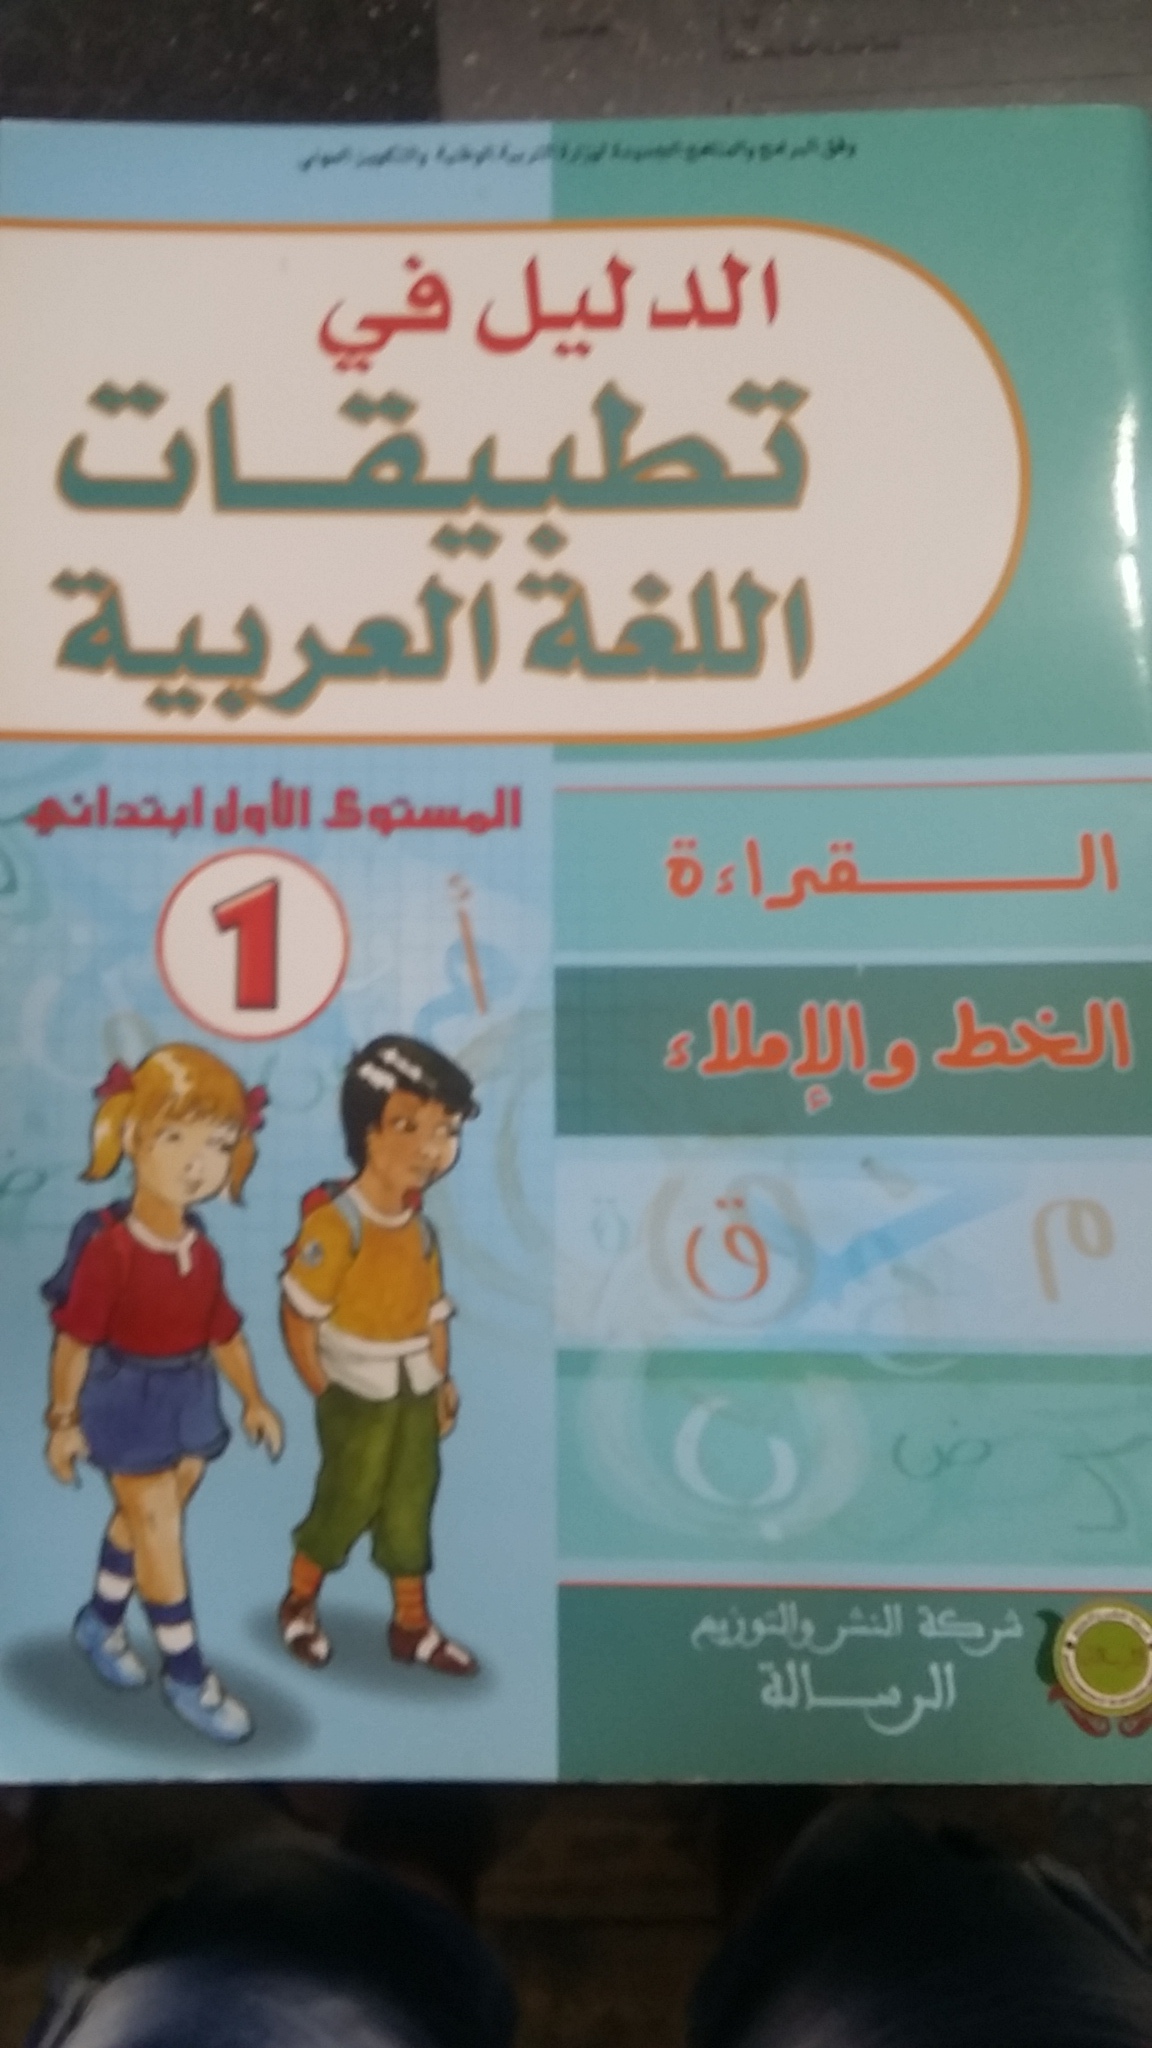 وفق البرامج والمناهج الجديدة لوزارة التربية الوطنية والتكوين المهني
الدليل في
تطبيقات
اللغة العربية
المستوى الأول ابتدائي
1
القراءة
الخط والإملاء
أ
م
ق
ب
ض
شركة النشر والتوزيع
الرسالة